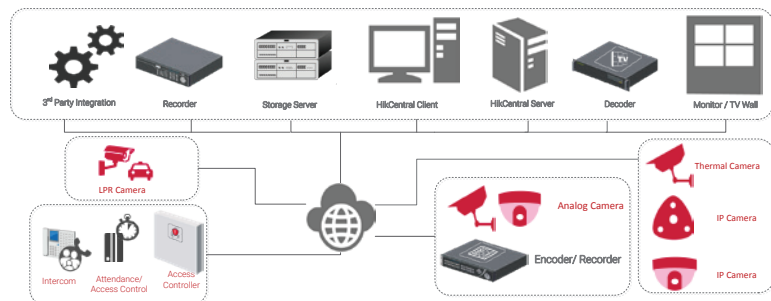 3rd Party Integration
Recorder
Storage Server
HikCentral Client
HikCentral Server
Decoder
Monitor / TV Wall
TV
LPR Camera
Thermal Camera
Analog Camera
IP Camera
Encoder/ Recorder
IP Camera
Intercom
Attendance/
Access Control
Access
Controller